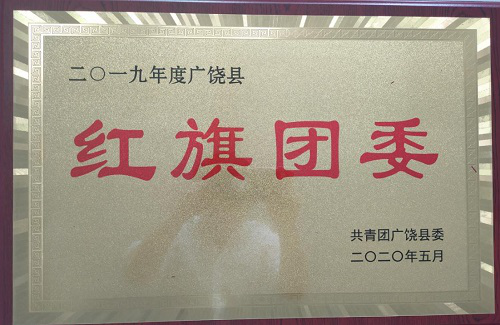 二〇一九年度广饶县
红旗团委
共青团广饶县委
二〇二〇年五月